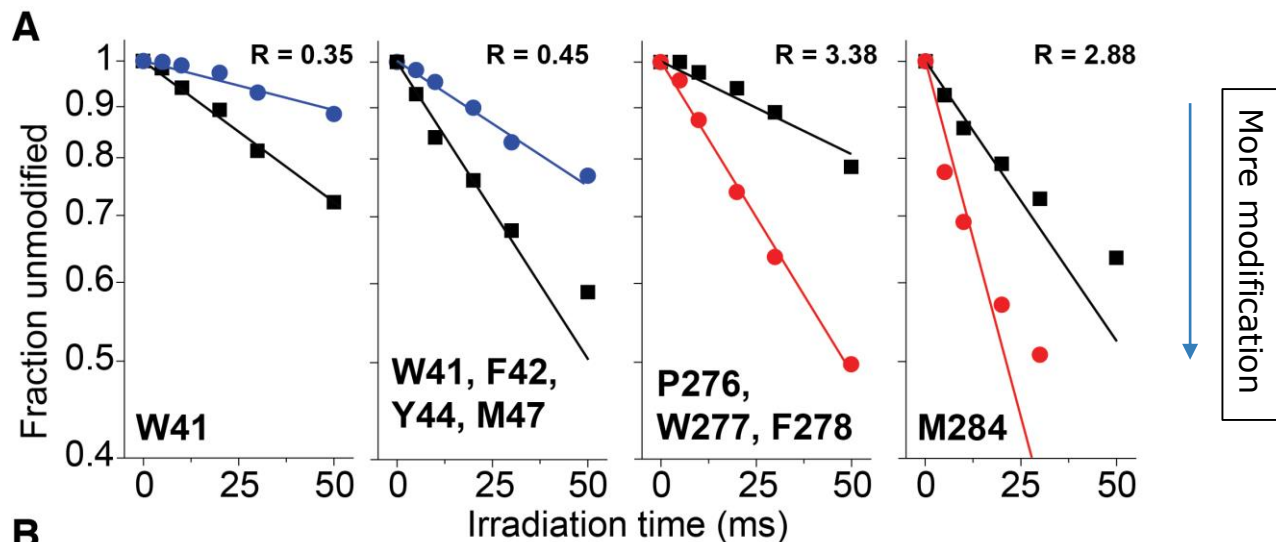 A
R = 0.35
R = 0.45
R = 3.38
R = 2.88
1
0.9
0.8
0.7
0.6
0.5
0.4
Fraction unmodified
W41
W41, F42,
Y44, M47
P276,
W277, F278
M284
More modification
0 25 50
0 25 50
0 25 50
0 25 50
Irradiation time (ms)
B